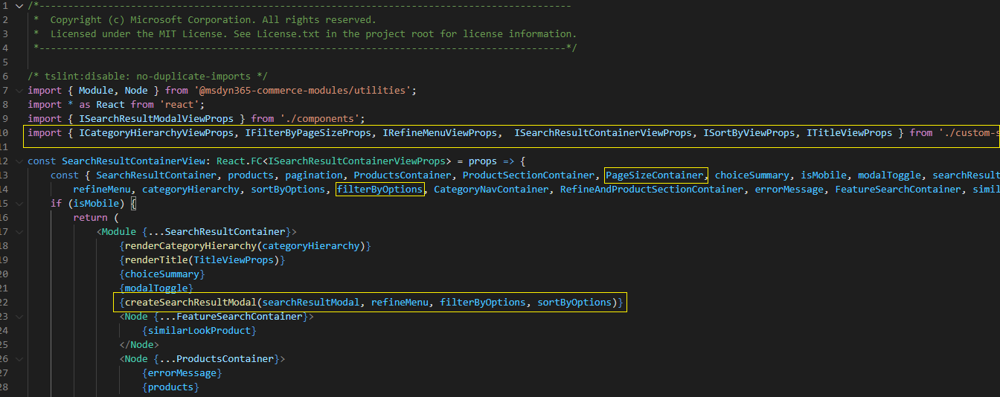 1 /*---------------------------------------------------------------------------------------------
2 * Copyright (c) Microsoft Corporation. All rights reserved.
3 * Licensed under the MIT License. See License.txt in the project root for license information.
4 *--------------------------------------------------------------------------------------------*/
5
6 /* tslint:disable: no-duplicate-imports */
7 import { Module, Node } from '@msdyn365-commerce-modules/utilities';
8 import * as React from 'react';
9 import { ISearchResultModalViewProps } from './components';
10 import { ICategoryHierarchyViewProps, IFilterByPageSizeProps, IRefineMenuViewProps,  ISearchResultContainerViewProps, ISortByViewProps, ITitleViewProps } from './custom-s
11
12 const SearchResultContainerView: React.FC<ISearchResultContainerViewProps> = props => {
13 const { SearchResultContainer, products, pagination, ProductsContainer, ProductSectionContainer, PageSizeContainer, choiceSummary, isMobile, modalToggle, searchResult
14 refineMenu, categoryHierarchy, sortByOptions, filterByOptions, CategoryNavContainer, RefineAndProductSectionContainer, errorMessage, FeatureSearchContainer, simil
15 if (isMobile) {
16 return (
17 <Module {...SearchResultContainer}>
18 {renderCategoryHierarchy(categoryHierarchy)}
19 {renderTitle(TitleViewProps)}
20 {choiceSummary}
21 {modalToggle}
22 {createSearchResultModal(searchResultModal, refineMenu, filterByOptions, sortByOptions)}
23 <Node {...FeatureSearchContainer}>
24 {similarLookProduct}
25 </Node>
26 <Node {...ProductsContainer}>
27 {errorMessage}
28 {products}